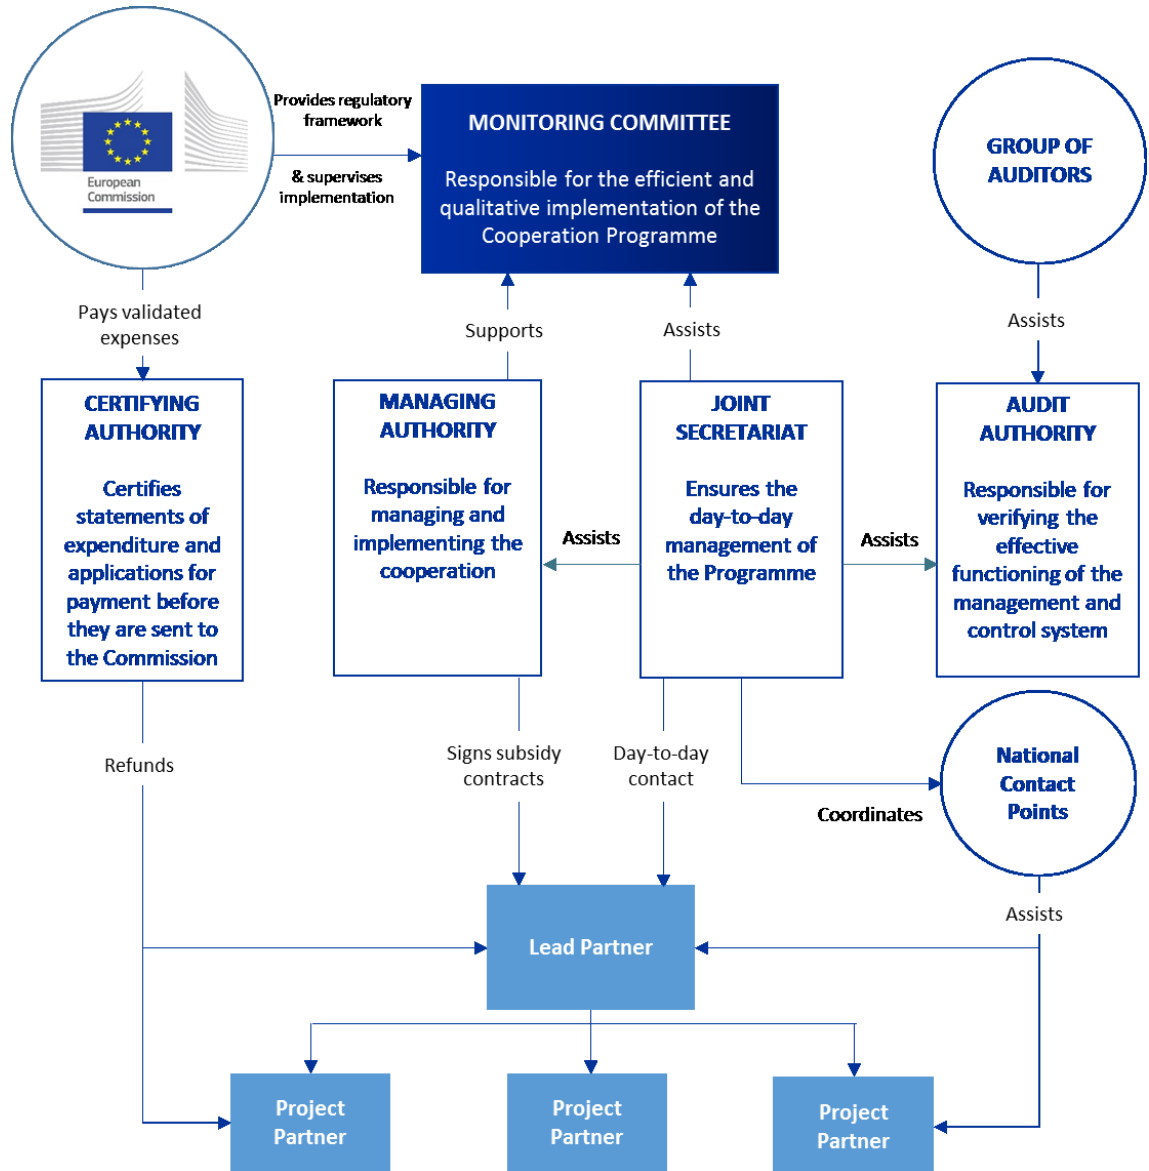 European
Commission
Provides regulatory
framework
& supervises
implementation
MONITORING COMMITTEE
Responsible for the efficient and
qualitative implementation of the
Cooperation Programme
GROUP OF
AUDITORS
Pays validated
expenses
Supports
Assists
Assists
CERTIFYING
AUTHORITY
Certifies
statements of
expenditure and
applications for
payment before
they are sent to
the Commission
MANAGING
AUTHORITY
Responsible for
managing and
implementing the
cooperation
Assists
JOINT
SECRETARIAT
Ensures the
day-to-day
management of
the Programme
Assists
AUDIT
AUTHORITY
Responsible for
verifying the
effective
functioning of the
management and
control system
Refunds
Signs subsidy
contracts
Day-to-day
contact
Coordinates
National
Contact
Points
Assists
Lead Partner
Project
Partner
Project
Partner
Project
Partner